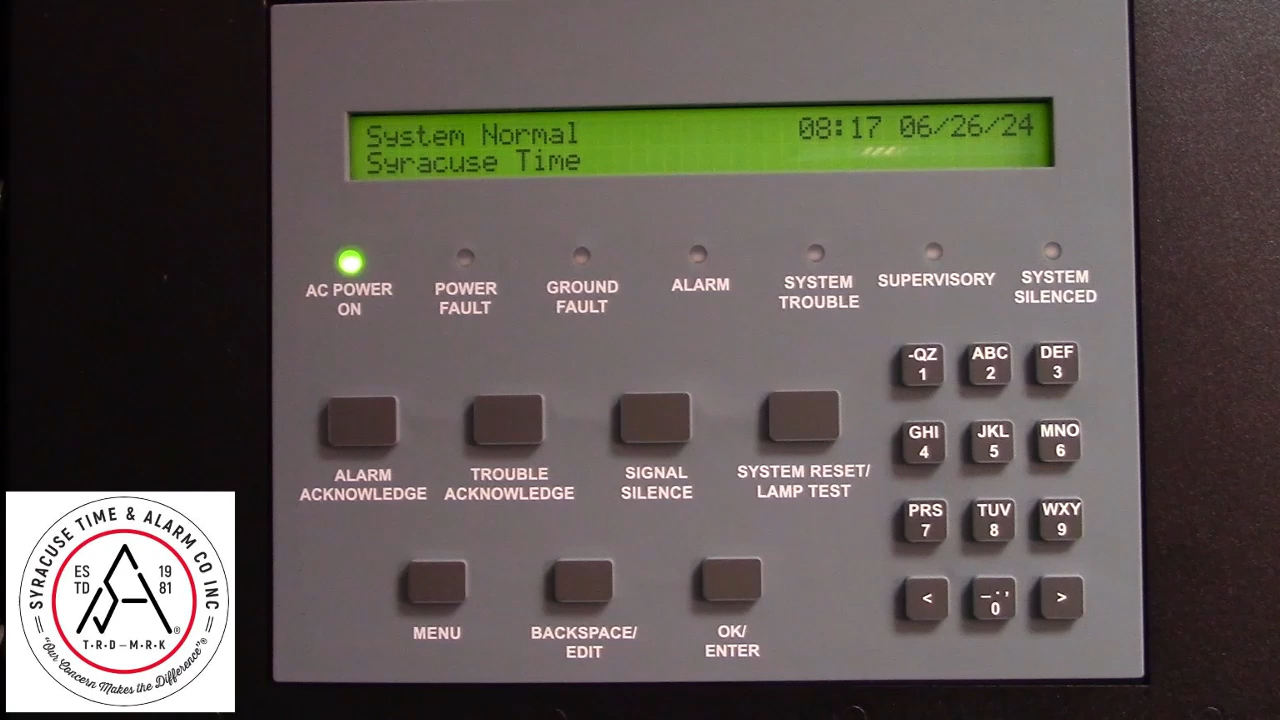 System Normal 08:17 06/26/24
Syracuse Time
AC POWER
ON
POWER
FAULT
GROUND
FAULT
ALARM
SYSTEM
TROUBLE
SUPERVISORY
SYSTEM
SILENCED
-QZ
1
ABC
2
DEF
3
GHI
4
JKL
5
MNO
6
PRS
7
TUV
8
WXY
9
<
_.,
0
>
ALARM
ACKNOWLEDGE
TROUBLE
ACKNOWLEDGE
SIGNAL
SILENCE
SYSTEM RESET/
LAMP TEST
MENU
BACKSPACE/
EDIT
OK/
ENTER
SYRACUSE TIME & ALARM CO INC
ES
TD
19
81
T•R•D–M•R•K
"Our Concern Makes the Difference"®